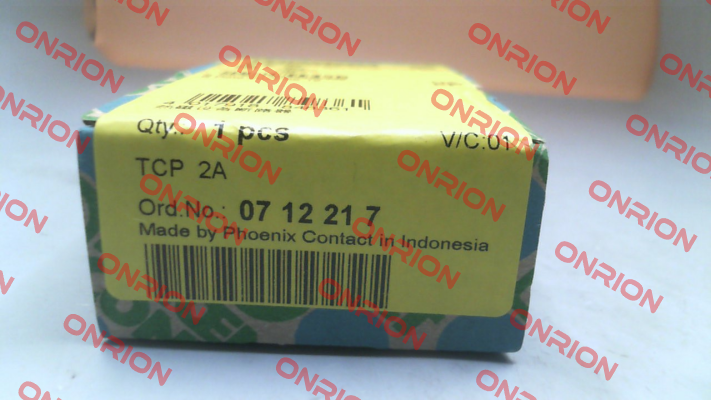 Qty.: 1 pcs V/C:01
TCP 2A
Ord.No.: 07 12 21 7
Made by Phoenix Contact in Indonesia
ONRION